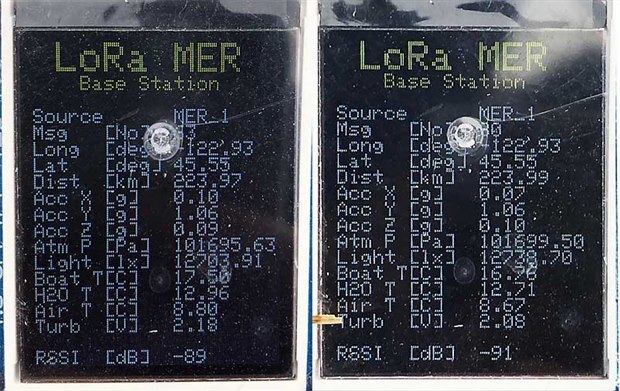 LoRa MER
Base Station
Source MER_1
Msg [No]
Long [deg] -122.93
Lat [deg] 45.55
Dist [km] 223.97
Acc X [g] 0.10
Acc Y [g] 1.06
Acc Z [g] 0.09
Atm P [Pa] 101695.63
Light [lx] 12703.91
Boat T[C] 17.50
H2O T [C] 12.96
Air T [C] 8.80
Turb [V] 2.18
RSSI [dB] -89
LoRa MER
Base Station
Source MER_1
Msg [No]
Long [deg] -122.93
Lat [deg] 45.55
Dist [km] 223.99
Acc X [g] 0.07
Acc Y [g] 1.06
Acc Z [g] 0.10
Atm P [Pa] 101699.50
Light [lx]
Boat T[C]
H2O T [C] 12.71
Air T [C] 8.67
Turb [V] 2.08
RSSI [dB] -91